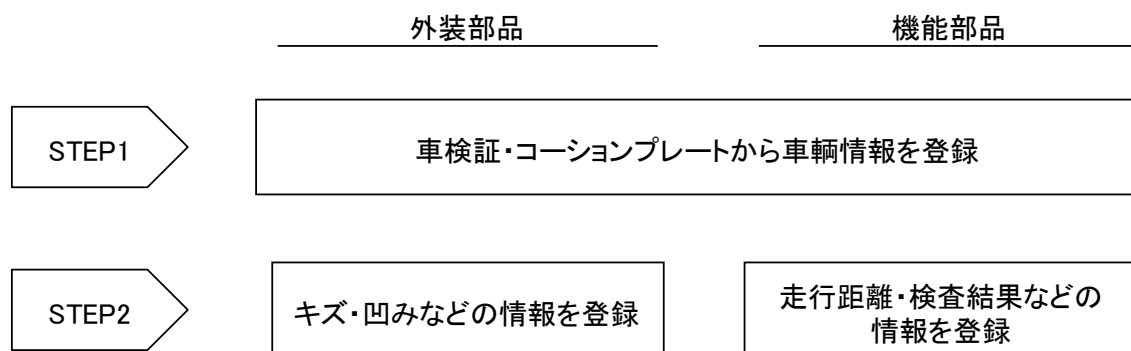 外装部品
機能部品
STEP1
車検証・コーションプレートから車輌情報を登録
STEP2
キズ・凹みなどの情報を登録
走行距離・検査結果などの
情報を登録